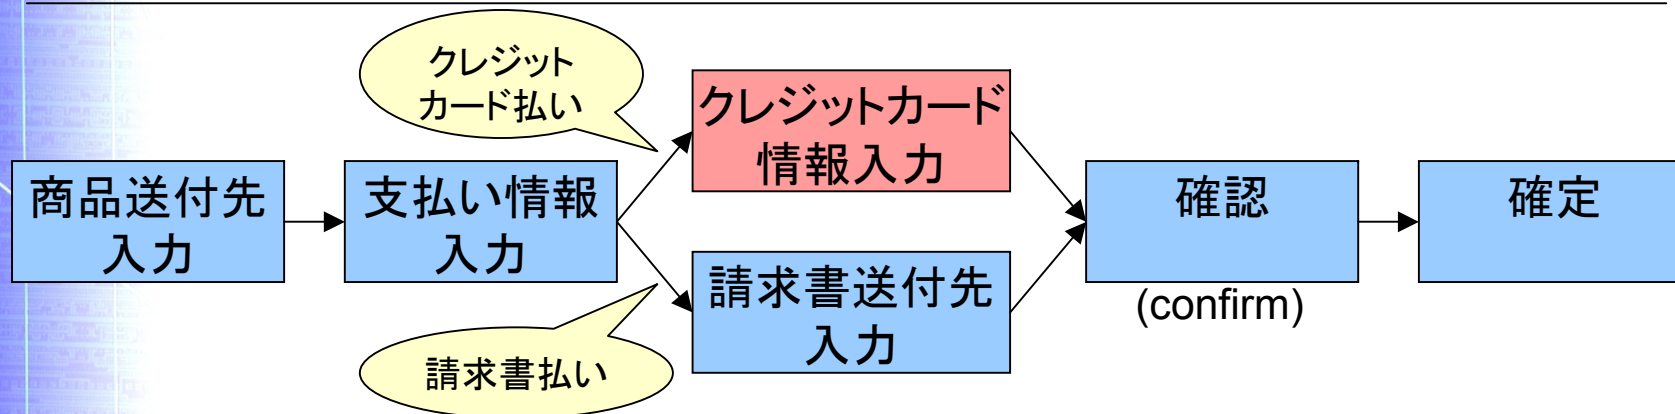 クレジット
カード払い
クレジットカード
情報入力
商品送付先
入力
支払い情報
入力
請求書送付先
入力
請求書払い
確認
(confirm)
確定